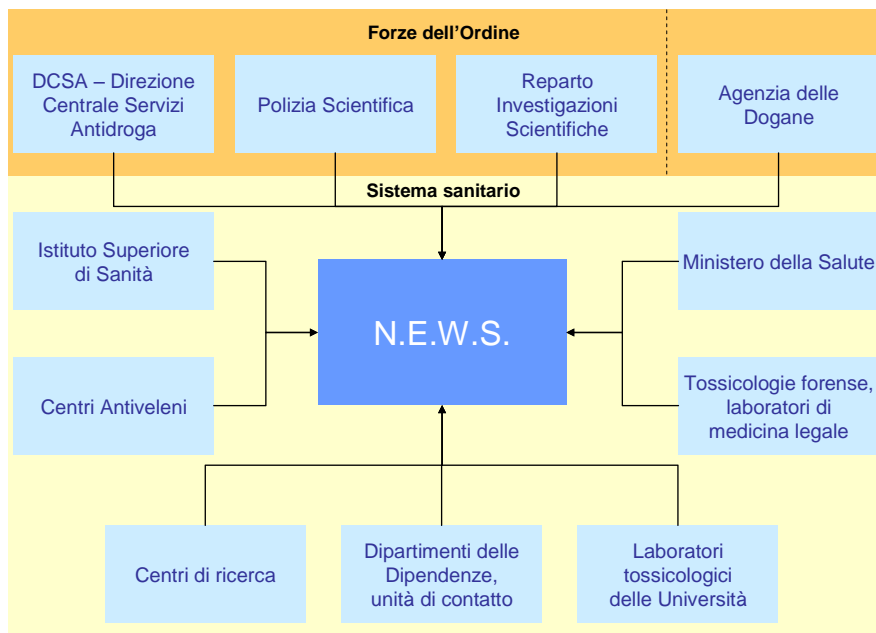 Forze dell'Ordine
DCSA – Direzione
Centrale Servizi
Antidroga
Polizia Scientifica
Reparto
Investigazioni
Scientifiche
Agenzia delle
Dogane
Sistema sanitario
Istituto Superiore
di Sanità
Ministero della Salute
N.E.W.S.
Centri Antiveleni
Tossicologie forense,
laboratori di
medicina legale
Centri di ricerca
Dipartimenti delle
Dipendenze,
unità di contatto
Laboratori
tossicologici
delle Università